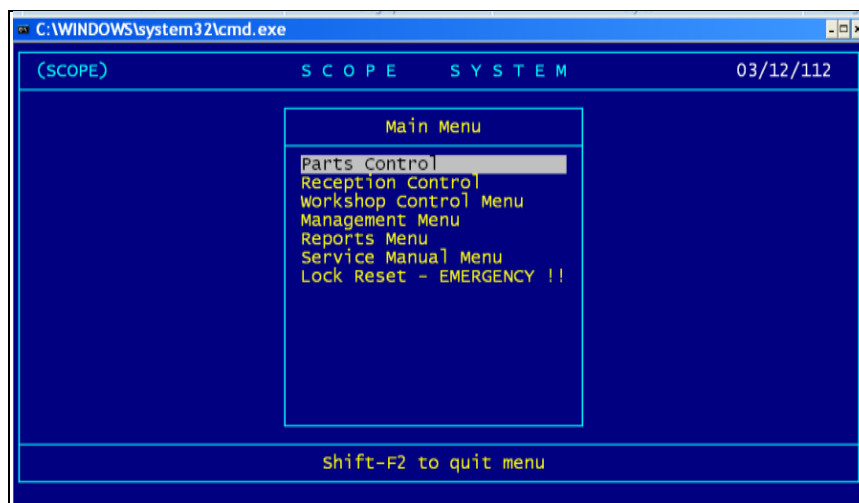 C:\WINDOWS\system32\cmd.exe
(SCOPE) S C O P E S Y S T E M 03/12/112
Main Menu
Parts Control
Reception Control
Workshop Control Menu
Management Menu
Reports Menu
Service Manual Menu
Lock Reset - EMERGENCY !!
Shift-F2 to quit menu